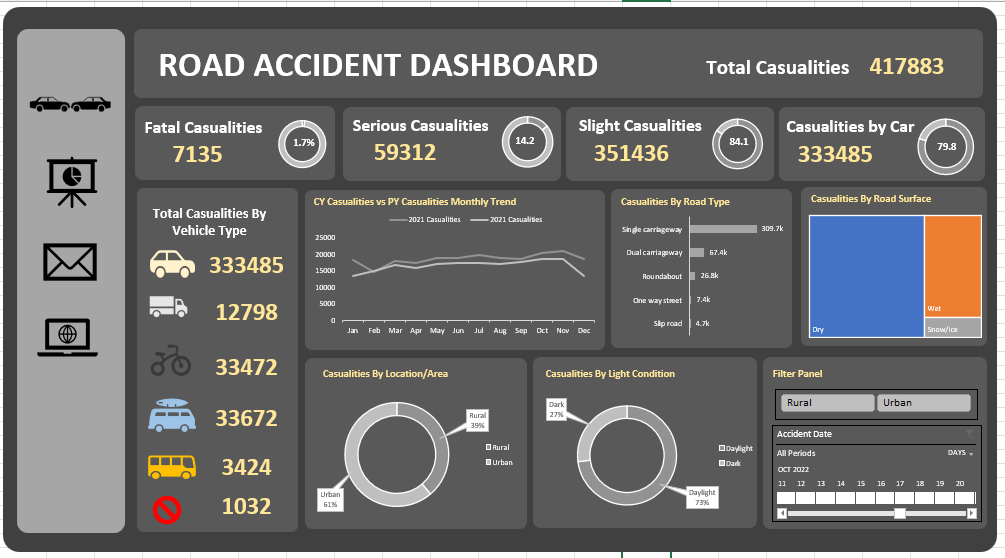 ROAD ACCIDENT DASHBOARD
Total Casualities 417883
Fatal Casualities
7135
1.7%
Serious Casualities
59312
14.2
Slight Casualities
351436
84.1
Casualities by Car
333485
79.8
Total Casualities By
Vehicle Type
333485
12798
33472
33672
3424
1032
CY Casualities vs PY Casualities Monthly Trend
2021 Casualities 2021 Casualities
25000
20000
15000
10000
5000
0
Jan Feb Mar Apr May Jun Jul Aug Sep Oct Nov Dec
Casualities By Road Type
Single carriageway 309.7k
Dual carriageway 67.4k
Roundabout 26.8k
One way street 7.4k
Slip road 4.7k
Casualities By Road Surface
Dry
Wet
Snow/Ice
Casualities By Location/Area
Rural
39%
Urban
61%
Rural
Urban
Casualities By Light Condition
Dark
27%
Daylight
73%
Daylight
Dark
Filter Panel
Rural Urban
Accident Date
All Periods DAYS
OCT 2022
11 12 13 14 15 16 17 18 19 20